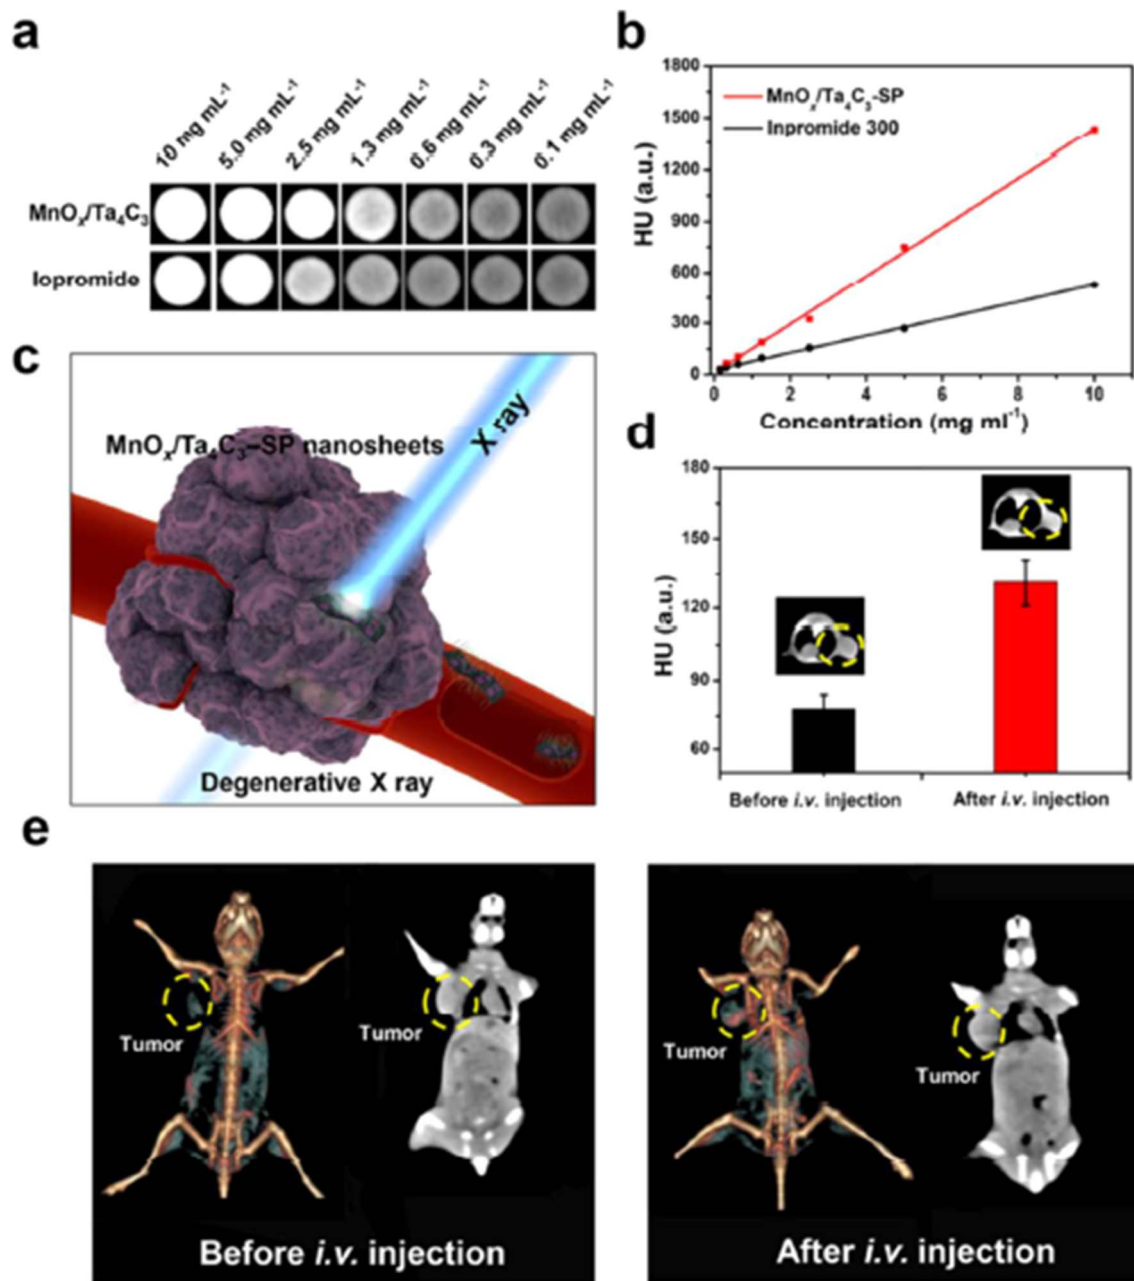 a
10 mg mL⁻¹
5.0 mg mL⁻¹
2.5 mg mL⁻¹
1.3 mg mL⁻¹
0.6 mg mL⁻¹
0.3 mg mL⁻¹
0.1 mg mL⁻¹
MnOₓ/Ta₄C₃
Iopromide
b
1800
1500
1200
900
600
300
0
HU (a.u.)
MnOₓ/Ta₄C₃-SP
Inpromide 300
0 2 4 6 8 10
Concentration (mg ml⁻¹)
c
MnOₓ/Ta₄C₃–SP nanosheets
X ray
Degenerative X ray
d
180
150
120
90
60
HU (a.u.)
Before i.v. injection
After i.v. injection
e
Tumor
Tumor
Before i.v. injection
Tumor
Tumor
After i.v. injection